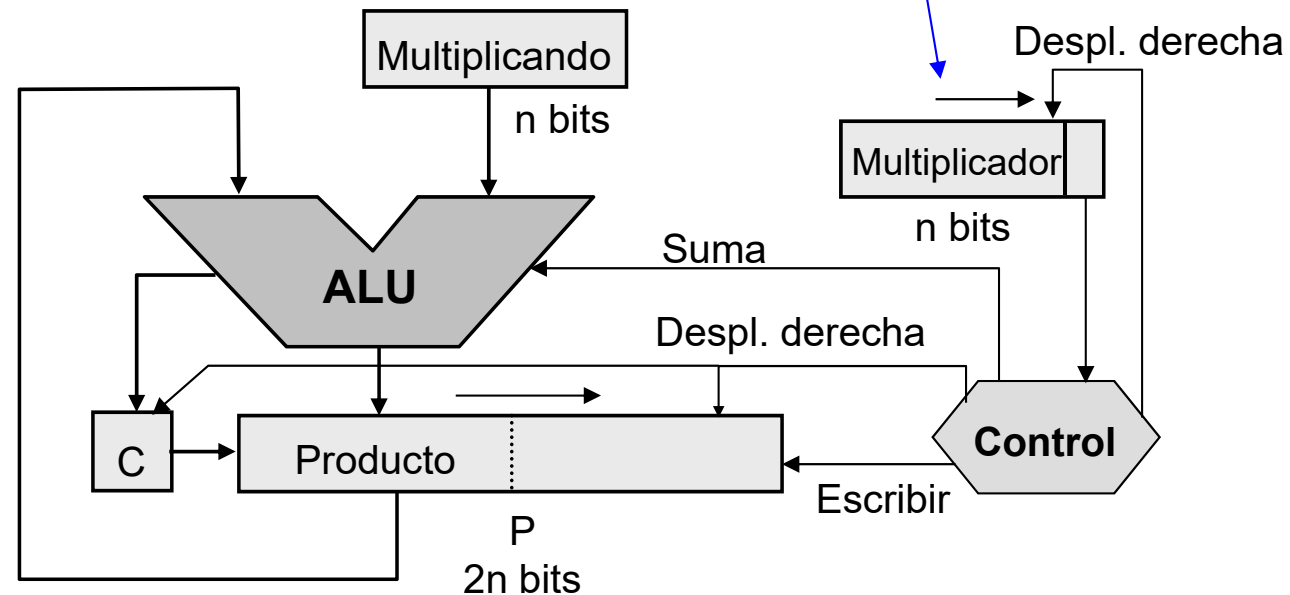 Despl. derecha
Multiplicando
n bits
Multiplicador
n bits
Suma
ALU
Despl. derecha
C
Producto
Control
Escribir
P
2n bits